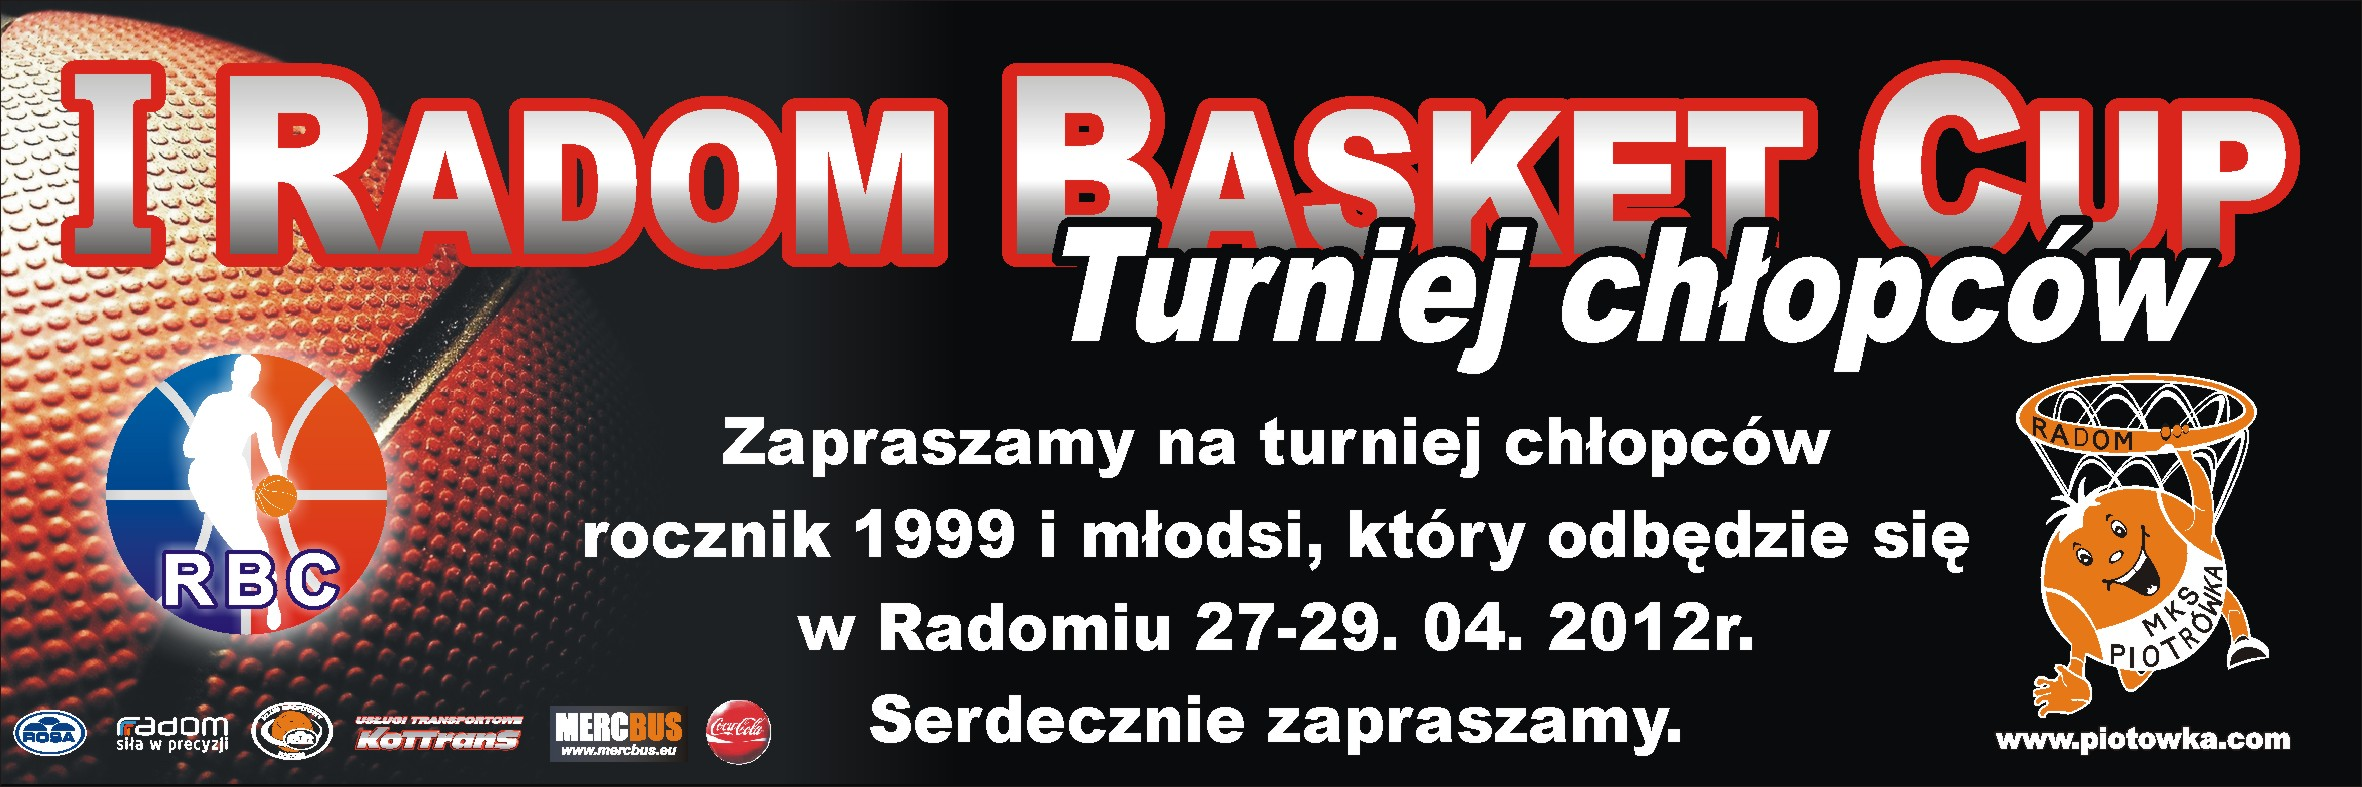 I RADOM BASKET CUP
Turniej chłopców
Zapraszamy na turniej chłopców
rocznik 1999 i młodsi, który odbędzie się
w Radomiu 27-29. 04. 2012r.
Serdecznie zapraszamy.
RBC
RADOM
MKS
PIOTRÓWKA
www.piotowka.com
ROSA
radom
siła w precyzji
USŁUGI TRANSPORTOWE
KOTTRANS
MERCBUS
www.mercbus.eu
Coca-Cola